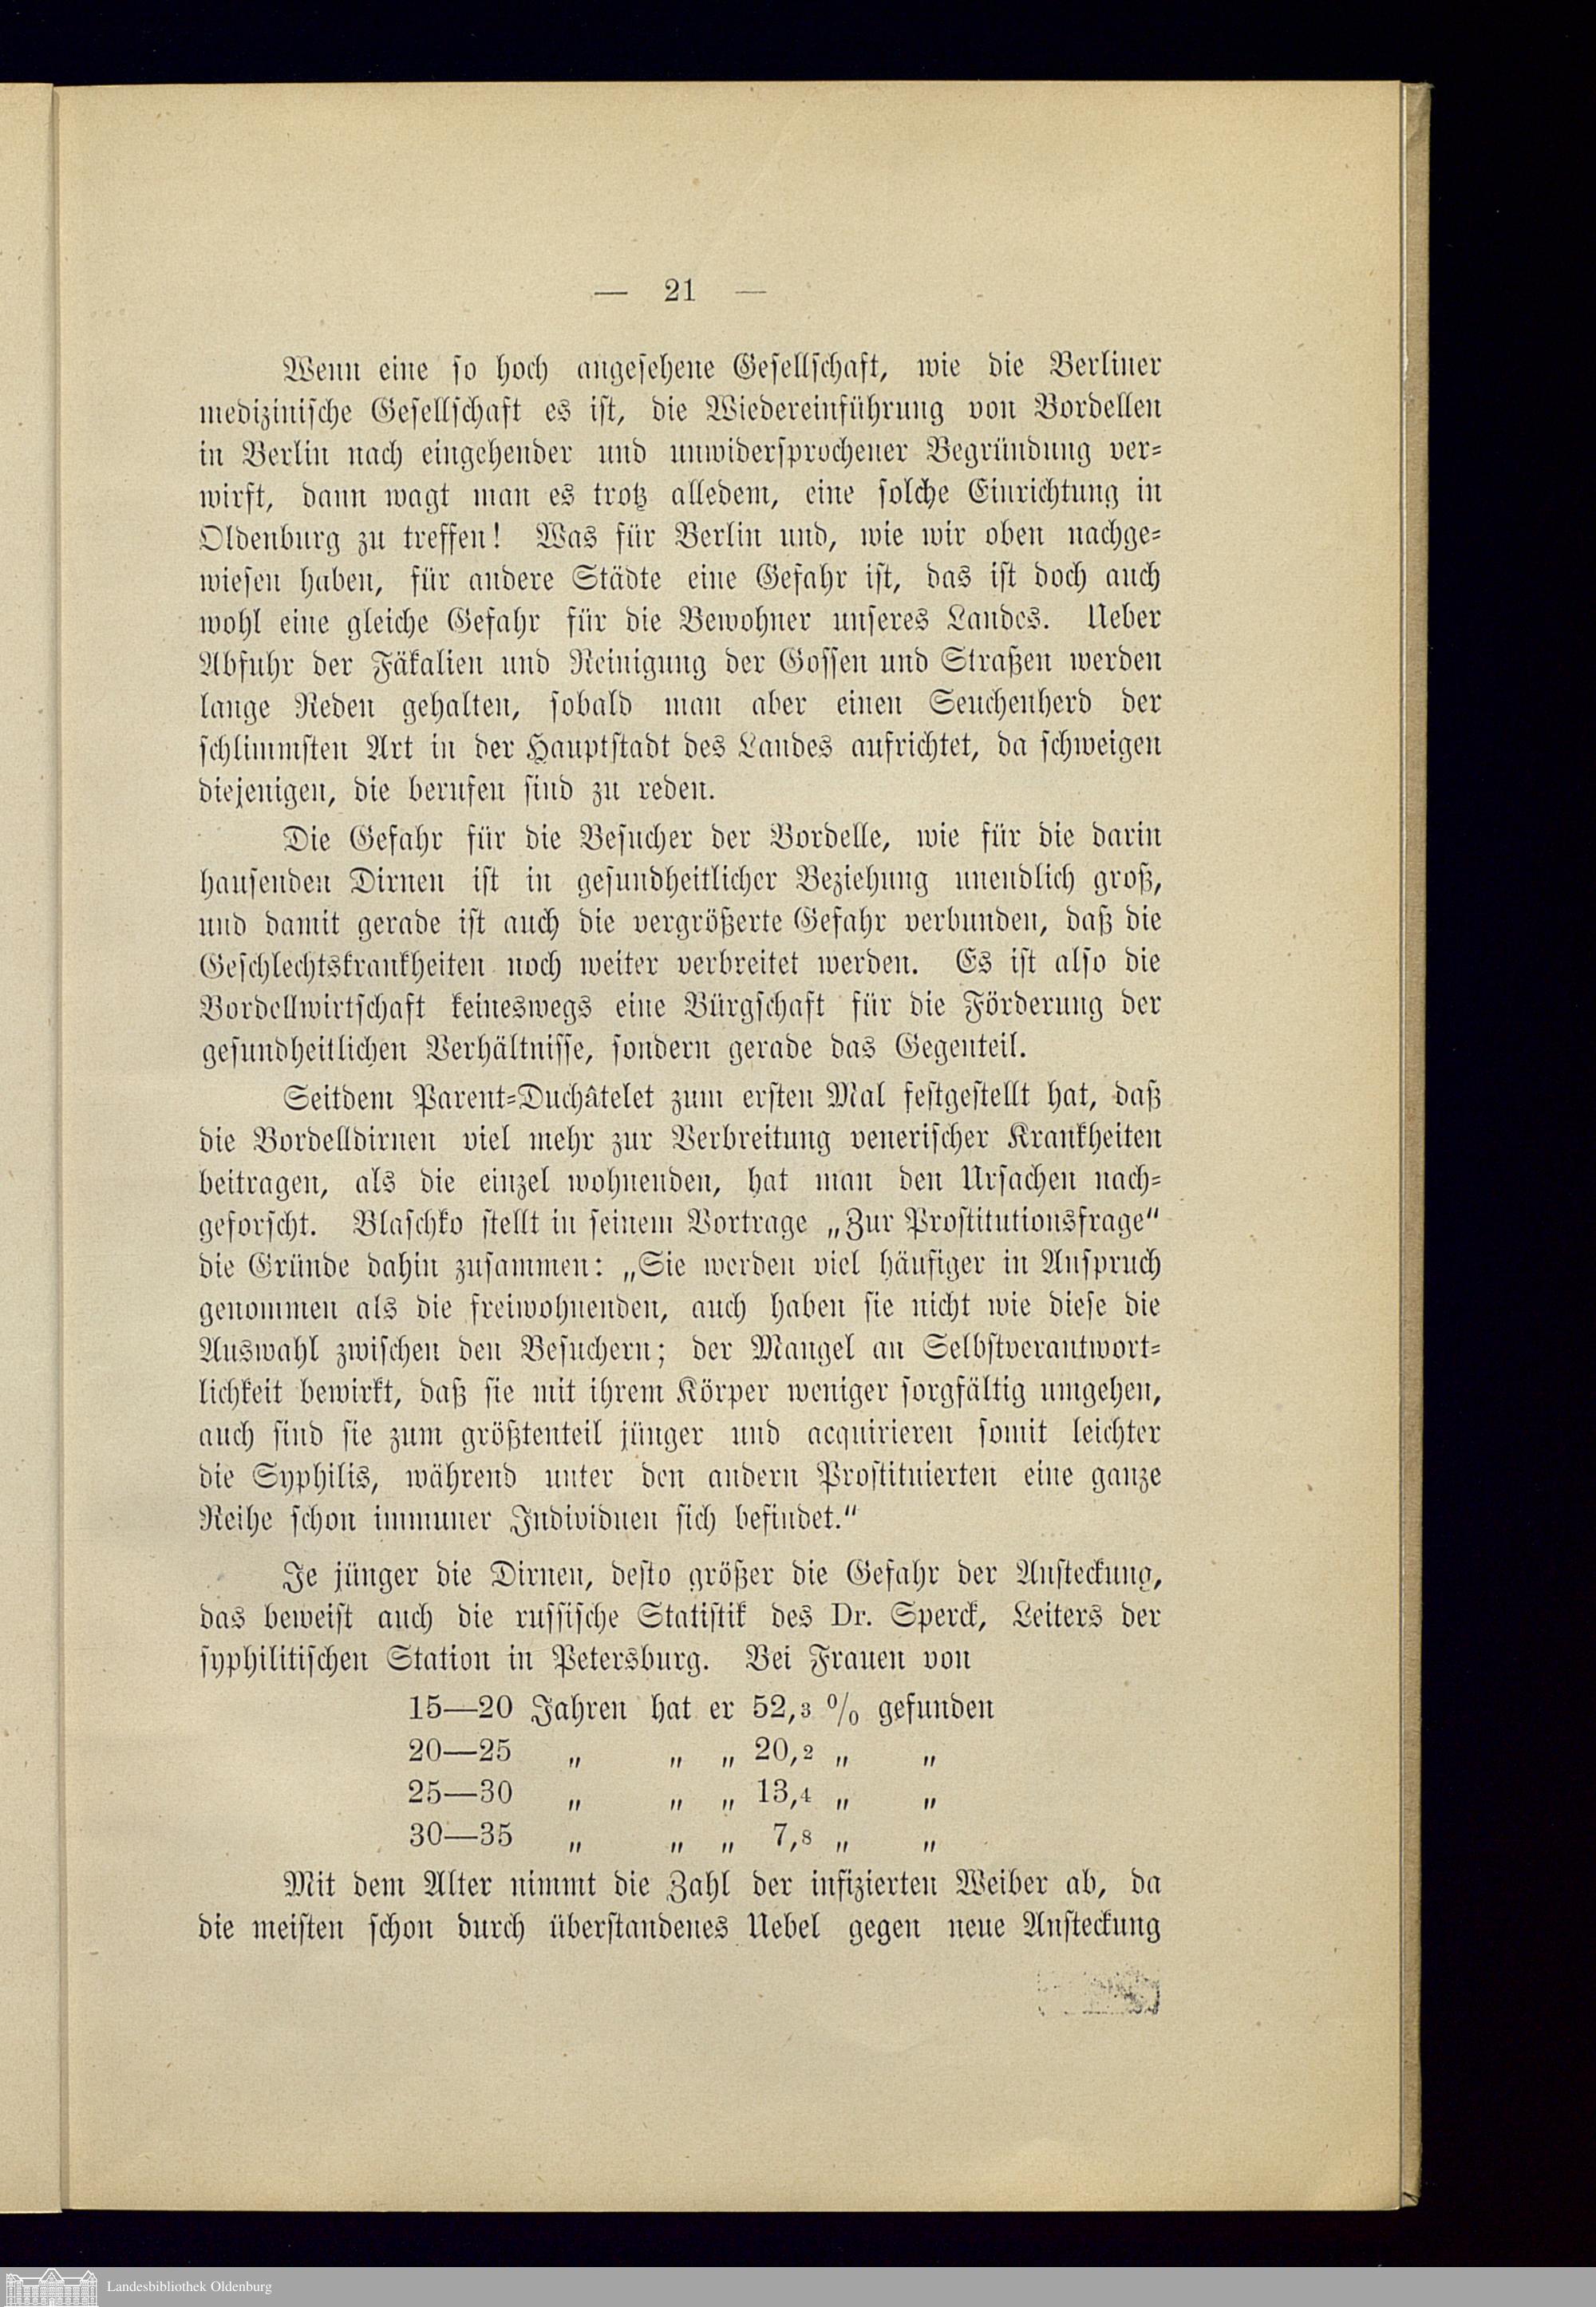 — 21 —
Wenn eine so hoch angesehene Gesellschaft, wie die Berliner
medizinische Gesellschaft es ist, die Wiedereinführung von Bordellen
in Berlin nach eingehender und unwidersprochener Begründung ver-
wirft, dann wagt man es trotz alledem, eine solche Einrichtung in
Oldenburg zu treffen! Was für Berlin und, wie wir oben nachge-
wiesen haben, für andere Städte eine Gefahr ist, das ist doch auch
wohl eine gleiche Gefahr für die Bewohner unseres Landes. Ueber
Abfuhr der Fäkalien und Reinigung der Gossen und Straßen werden
lange Reden gehalten, sobald man aber einen Seuchenherd der
schlimmsten Art in der Hauptstadt des Landes aufrichtet, da schweigen
diejenigen, die berufen sind zu reden.
Die Gefahr für die Besucher der Bordelle, wie für die darin
hausenden Dirnen ist in gesundheitlicher Beziehung unendlich groß,
und damit gerade ist auch die vergrößerte Gefahr verbunden, daß die
Geschlechtskrankheiten noch weiter verbreitet werden. Es ist also die
Bordellwirtschaft keineswegs eine Bürgschaft für die Förderung der
gesundheitlichen Verhältnisse, sondern gerade das Gegenteil.
Seitdem Parent-Duchâtelet zum ersten Mal festgestellt hat, daß
die Bordelldirnen viel mehr zur Verbreitung venerischer Krankheiten
beitragen, als die einzel wohnenden, hat man den Ursachen nach-
geforscht. Blaschko stellt in seinem Vortrage „Zur Prostitutionsfrage“
die Gründe dahin zusammen: „Sie werden viel häufiger in Anspruch
genommen als die freiwohnenden, auch haben sie nicht wie diese die
Auswahl zwischen den Besuchern; der Mangel an Selbstverantwort-
lichkeit bewirkt, daß sie mit ihrem Körper weniger sorgfältig umgehen,
auch sind sie zum größtenteil jünger und acquirieren somit leichter
die Syphilis, während unter den andern Prostituierten eine ganze
Reihe schon immuner Individuen sich befindet.“
Je jünger die Dirnen, desto größer die Gefahr der Ansteckung,
das beweist auch die russische Statistik des Dr. Sperck, Leiters der
syphilitischen Station in Petersburg. Bei Frauen von
15—20 Jahren hat er 52,3 % gefunden
20—25 „ „ „ 20,2 „ „
25—30 „ „ „ 13,4 „ „
30—35 „ „ „ 7,8 „ „
Mit dem Alter nimmt die Zahl der infizierten Weiber ab, da
die meisten schon durch überstandenes Uebel gegen neue Ansteckung
Landesbibliothek Oldenburg